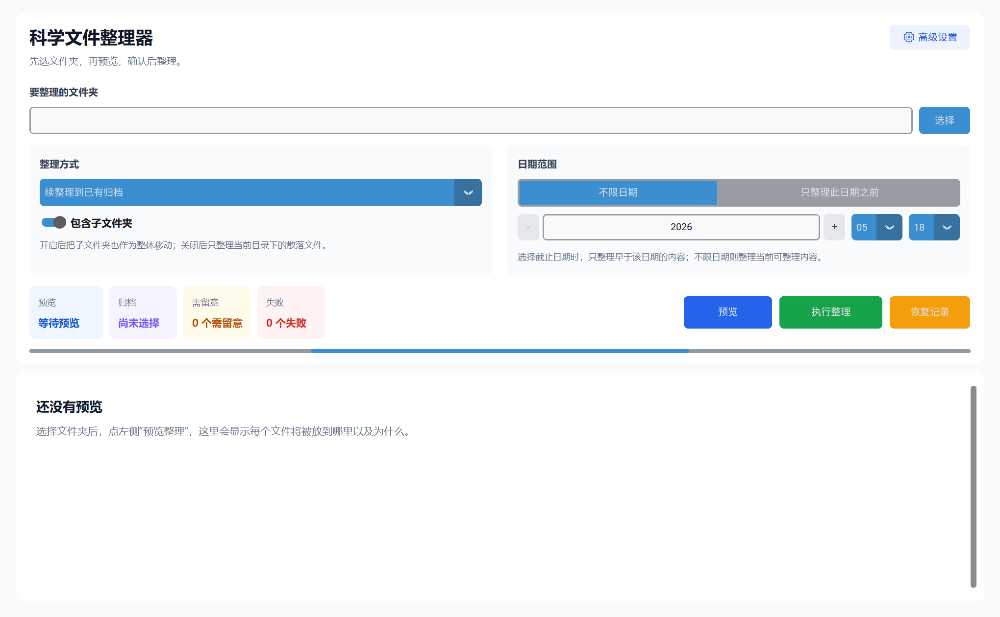 科学文件整理器
高级设置
先选文件夹，再预览，确认后整理。
要整理的文件夹
选择
整理方式
续整理到已有归档
包含子文件夹
开启后把子文件夹也作为整体移动；关闭后只整理当前目录下的散落文件。
日期范围
不限日期
只整理此日期之前
-
2026
+
05
18
选择截止日期时，只整理早于该日期的内容；不限日期则整理当前可整理内容。
预览
等待预览
归档
尚未选择
需留意
0 个需留意
失败
0 个失败
预览
执行整理
恢复记录
还没有预览
选择文件夹后，点左侧“预览整理”，这里会显示每个文件将被放到哪里以及为什么。